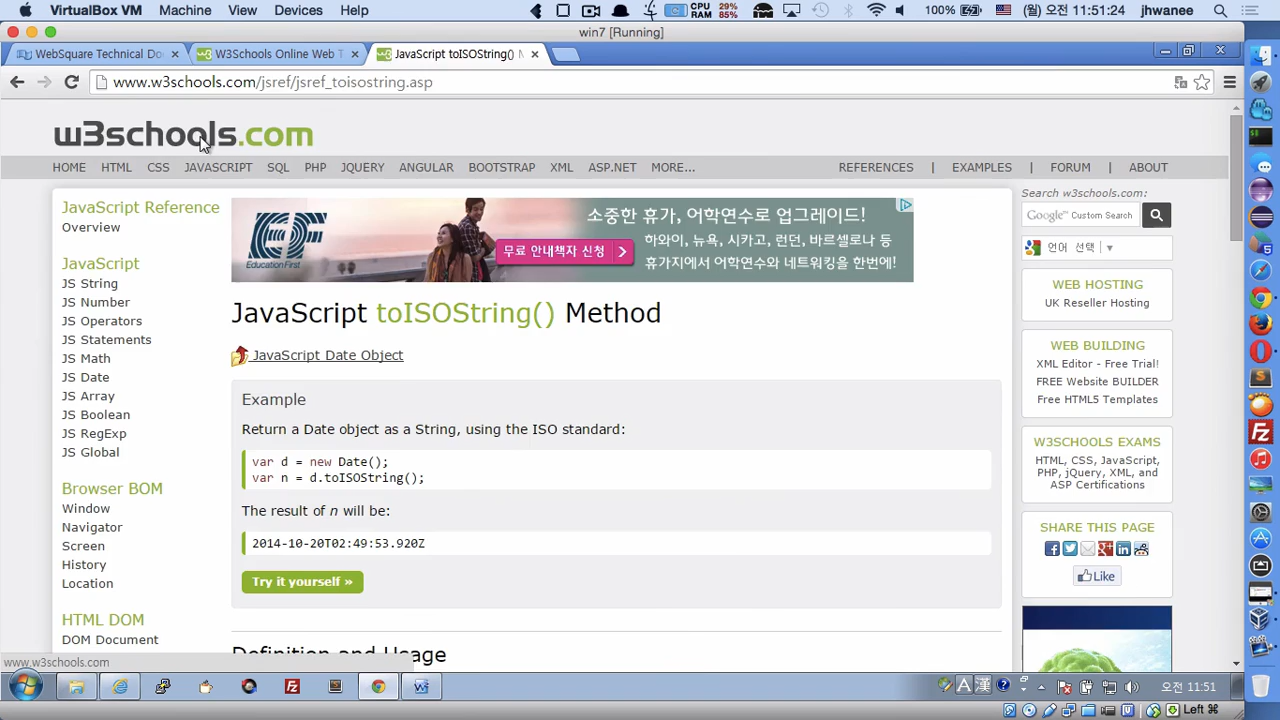 VirtualBox VM Machine View Devices Help
CPU 29%
RAM 85%
100% (월) 오전 11:51:24 jhwanee
win7 [Running]
WebSquare Technical Do
W3Schools Online Web T
JavaScript toISOString() M
www.w3schools.com/jsref/jsref_toisostring.asp
w3schools.com
HOME HTML CSS JAVASCRIPT SQL PHP JQUERY ANGULAR BOOTSTRAP XML ASP.NET MORE... REFERENCES | EXAMPLES | FORUM | ABOUT
JavaScript Reference
Overview
JavaScript
JS String
JS Number
JS Operators
JS Statements
JS Math
JS Date
JS Array
JS Boolean
JS RegExp
JS Global
Browser BOM
Window
Navigator
Screen
History
Location
HTML DOM
DOM Document
EF
Education First
소중한 휴가, 어학연수로 업그레이드!
무료 안내책자 신청
하와이, 뉴욕, 시카고, 런던, 바르셀로나 등
휴가지에서 어학연수와 네트워킹을 한번에!
JavaScript toISOString() Method
JavaScript Date Object
Example
Return a Date object as a String, using the ISO standard:
var d = new Date();
var n = d.toISOString();
The result of n will be:
2014-10-20T02:49:53.920Z
Try it yourself »
Definition and Usage
Search w3schools.com:
Google™ Custom Search
언어 선택
WEB HOSTING
UK Reseller Hosting
WEB BUILDING
XML Editor - Free Trial!
FREE Website BUILDER
Free HTML5 Templates
W3SCHOOLS EXAMS
HTML, CSS, JavaScript,
PHP, jQuery, XML, and
ASP Certifications
SHARE THIS PAGE
Like
www.w3schools.com
A 漢
오전 11:51
Left ⌘